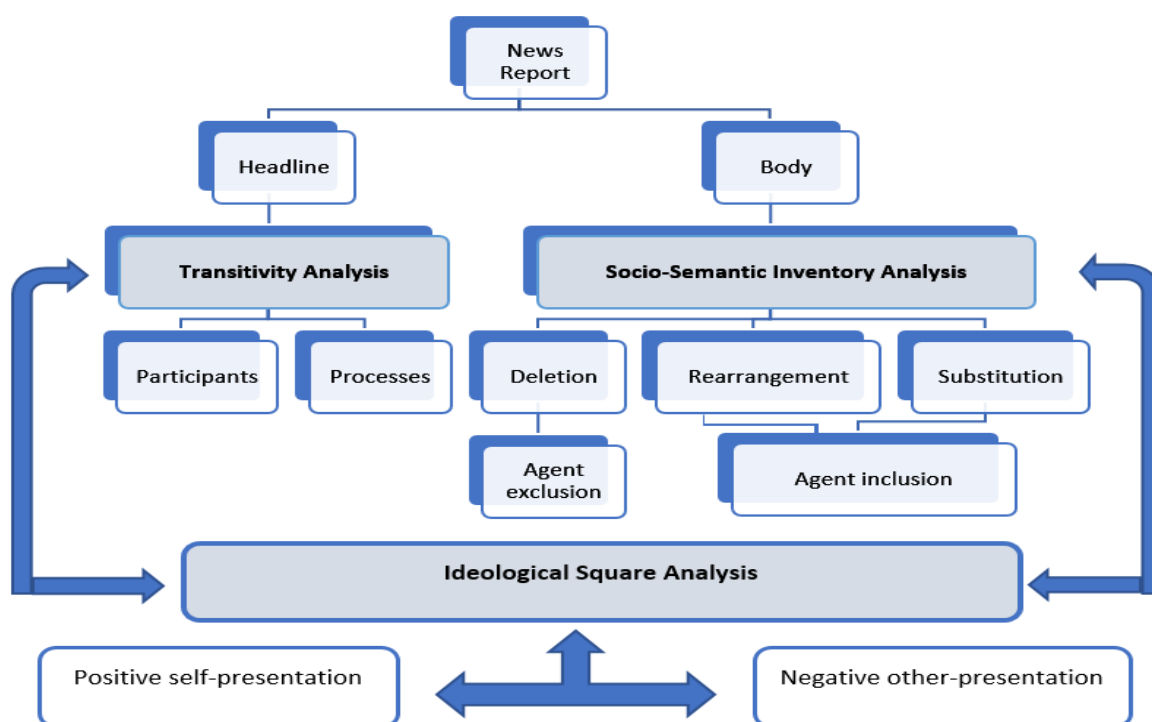 News
Report
Headline
Body
Transitivity Analysis
Socio-Semantic Inventory Analysis
Participants
Processes
Deletion
Rearrangement
Substitution
Agent
exclusion
Agent inclusion
Ideological Square Analysis
Positive self-presentation
Negative other-presentation